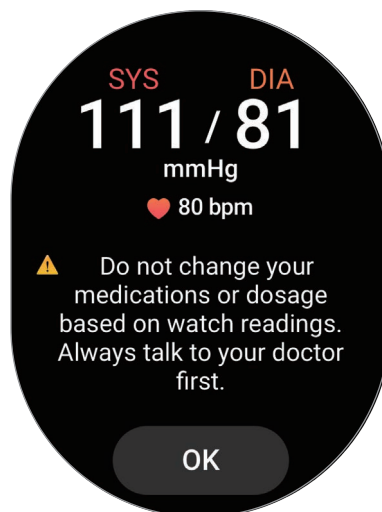 SYS DIA
111 / 81
mmHg
80 bpm
Do not change your
medications or dosage
based on watch readings.
Always talk to your doctor
first.
OK